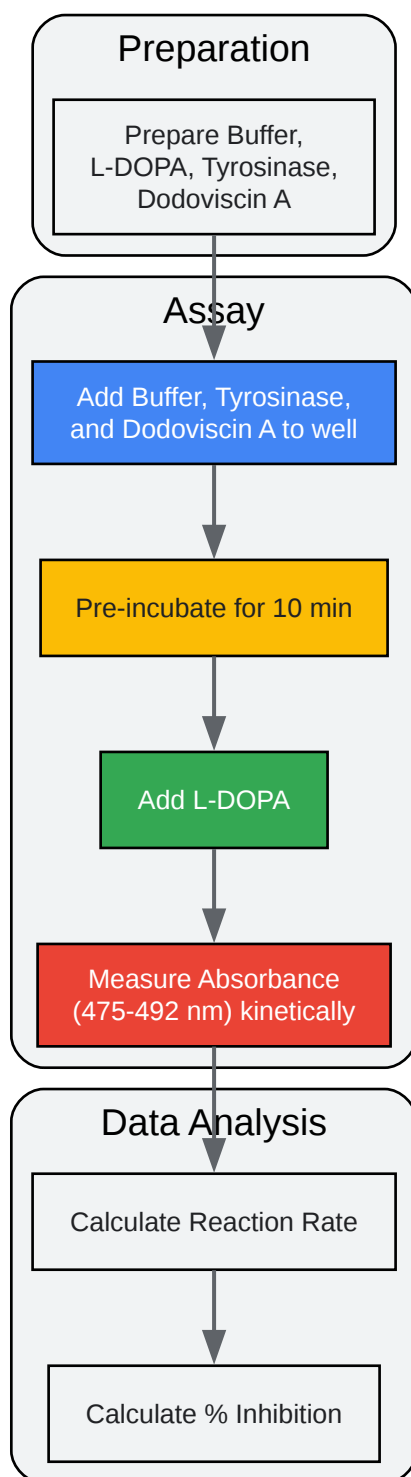 Preparation
Prepare Buffer,
L-DOPA, Tyrosinase,
Dodoviscin A
Assay
Add Buffer, Tyrosinase,
and Dodoviscin A to well
Pre-incubate for 10 min
Add L-DOPA
Measure Absorbance
(475-492 nm) kinetically
Data Analysis
Calculate Reaction Rate
Calculate % Inhibition